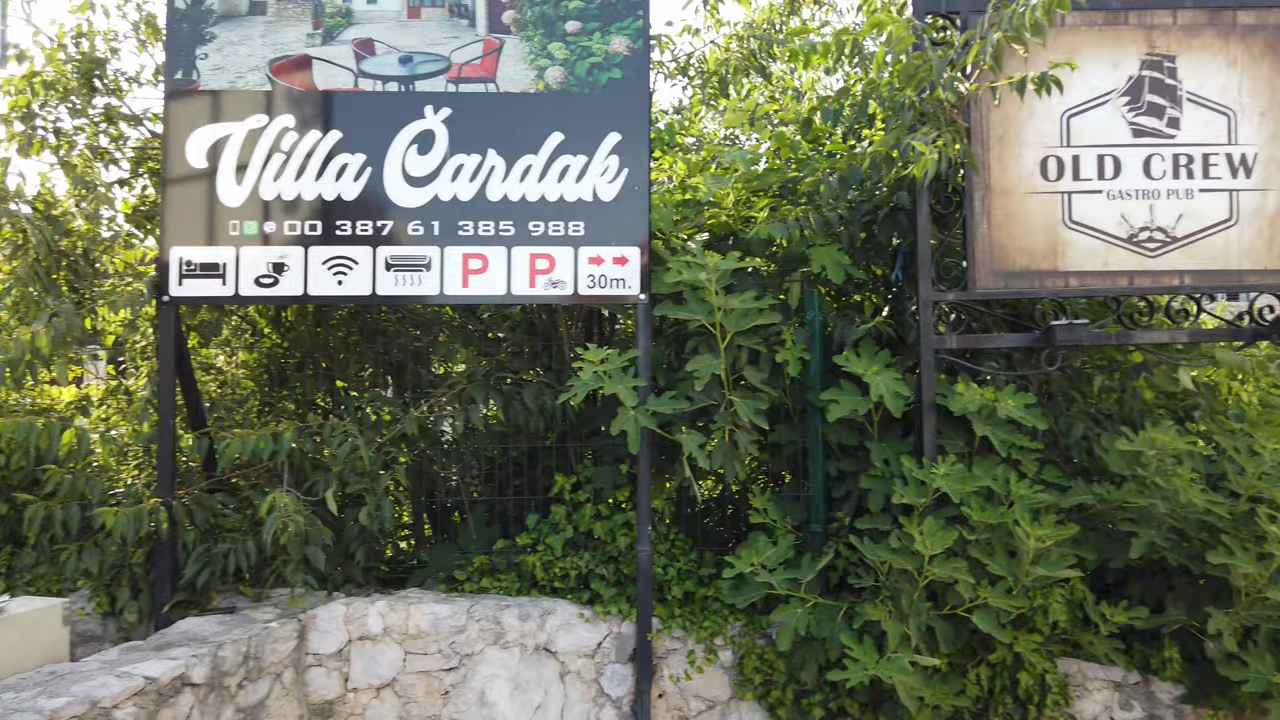 Villa Čardak
00 387 61 385 988
P
P
30m.
OLD CREW
GASTRO PUB